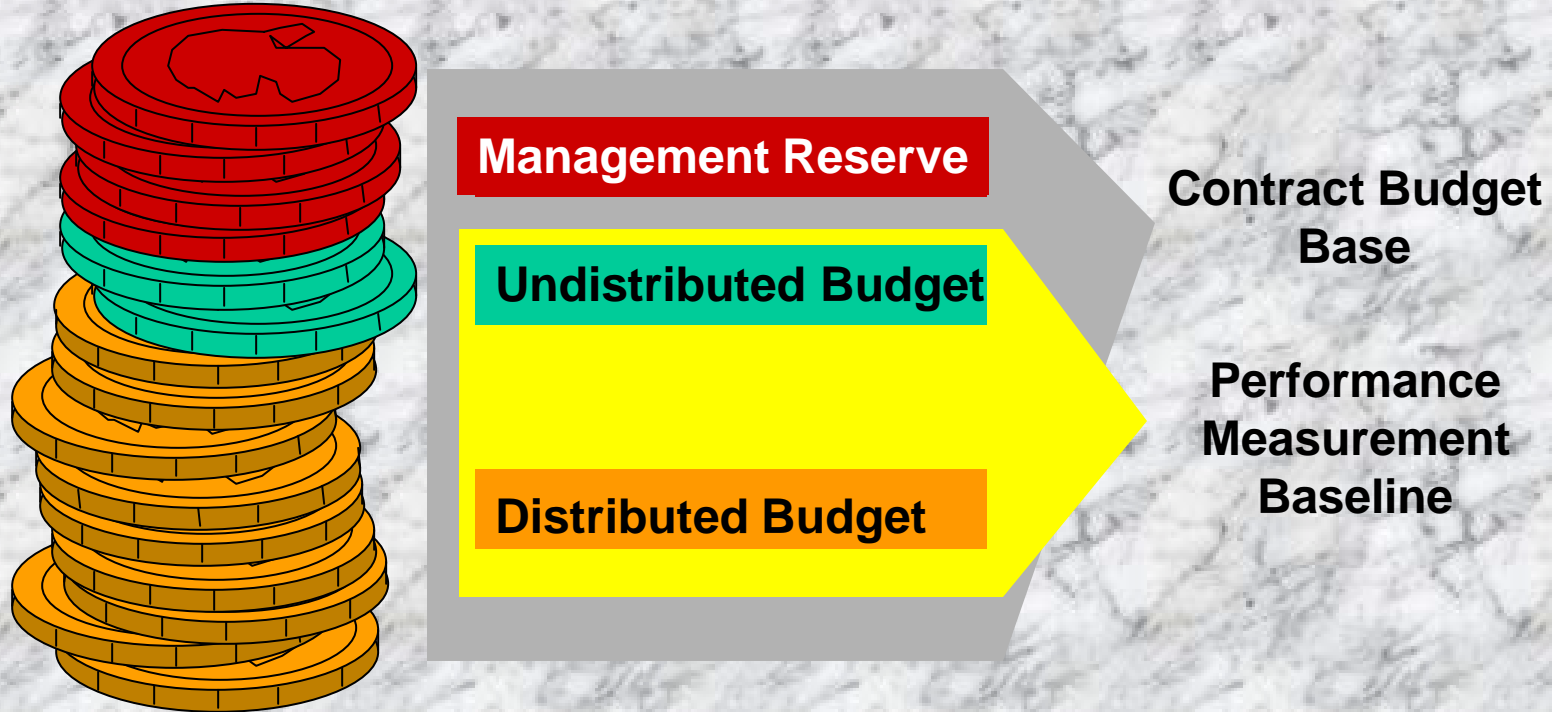 Management Reserve
Undistributed Budget
Distributed Budget
Contract Budget
Base
Performance
Measurement
Baseline